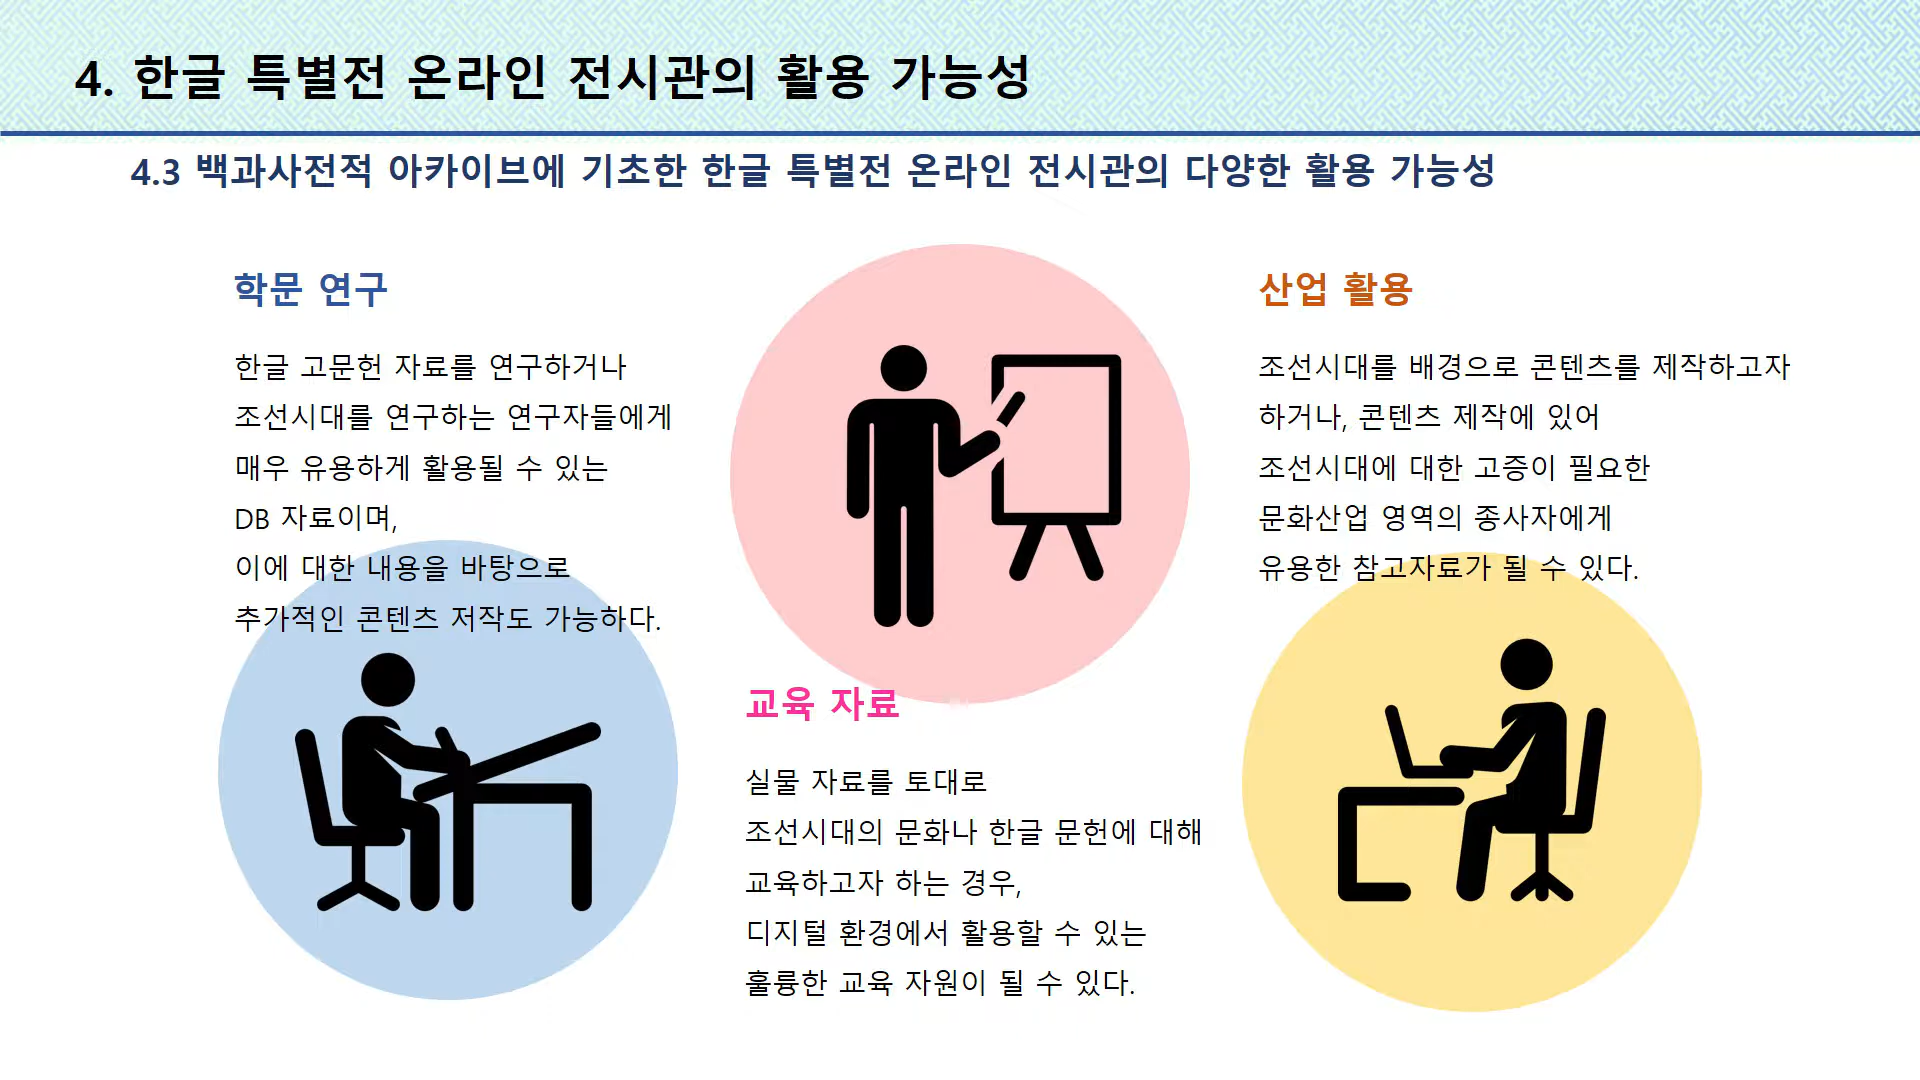 4. 한글 특별전 온라인 전시관의 활용 가능성
4.3 백과사전적 아카이브에 기초한 한글 특별전 온라인 전시관의 다양한 활용 가능성
학문 연구
한글 고문헌 자료를 연구하거나
조선시대를 연구하는 연구자들에게
매우 유용하게 활용될 수 있는
DB 자료이며,
이에 대한 내용을 바탕으로
추가적인 콘텐츠 저작도 가능하다.
교육 자료
실물 자료를 토대로
조선시대의 문화나 한글 문헌에 대해
교육하고자 하는 경우,
디지털 환경에서 활용할 수 있는
훌륭한 교육 자원이 될 수 있다.
산업 활용
조선시대를 배경으로 콘텐츠를 제작하고자
하거나, 콘텐츠 제작에 있어
조선시대에 대한 고증이 필요한
문화산업 영역의 종사자에게
유용한 참고자료가 될 수 있다.